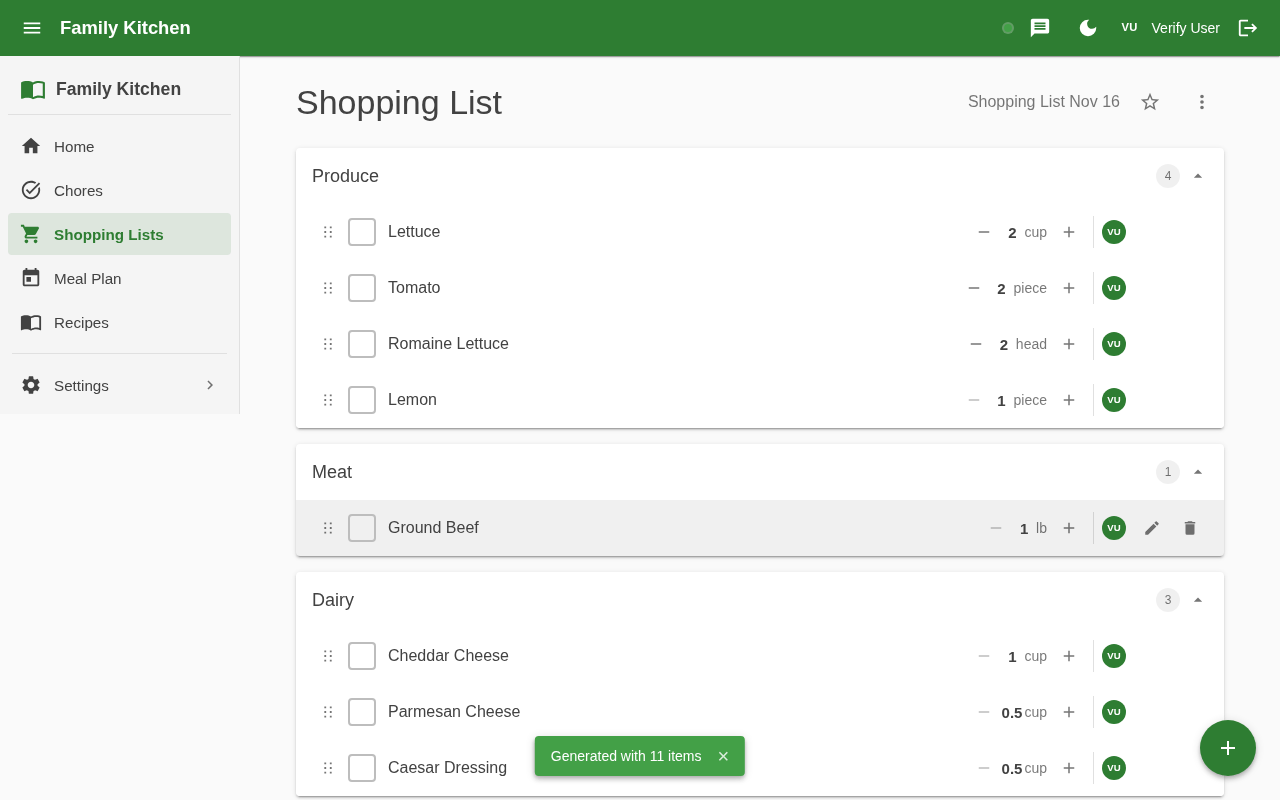 Family Kitchen
VU Verify User
Family Kitchen
Home
Chores
Shopping Lists
Meal Plan
Recipes
Settings
Shopping List
Shopping List Nov 16
Produce 4
Lettuce 2 cup VU
Tomato 2 piece VU
Romaine Lettuce 2 head VU
Lemon 1 piece VU
Meat 1
Ground Beef 1 lb VU
Dairy 3
Cheddar Cheese 1 cup VU
Parmesan Cheese 0.5 cup VU
Caesar Dressing 0.5 cup VU
Generated with 11 items